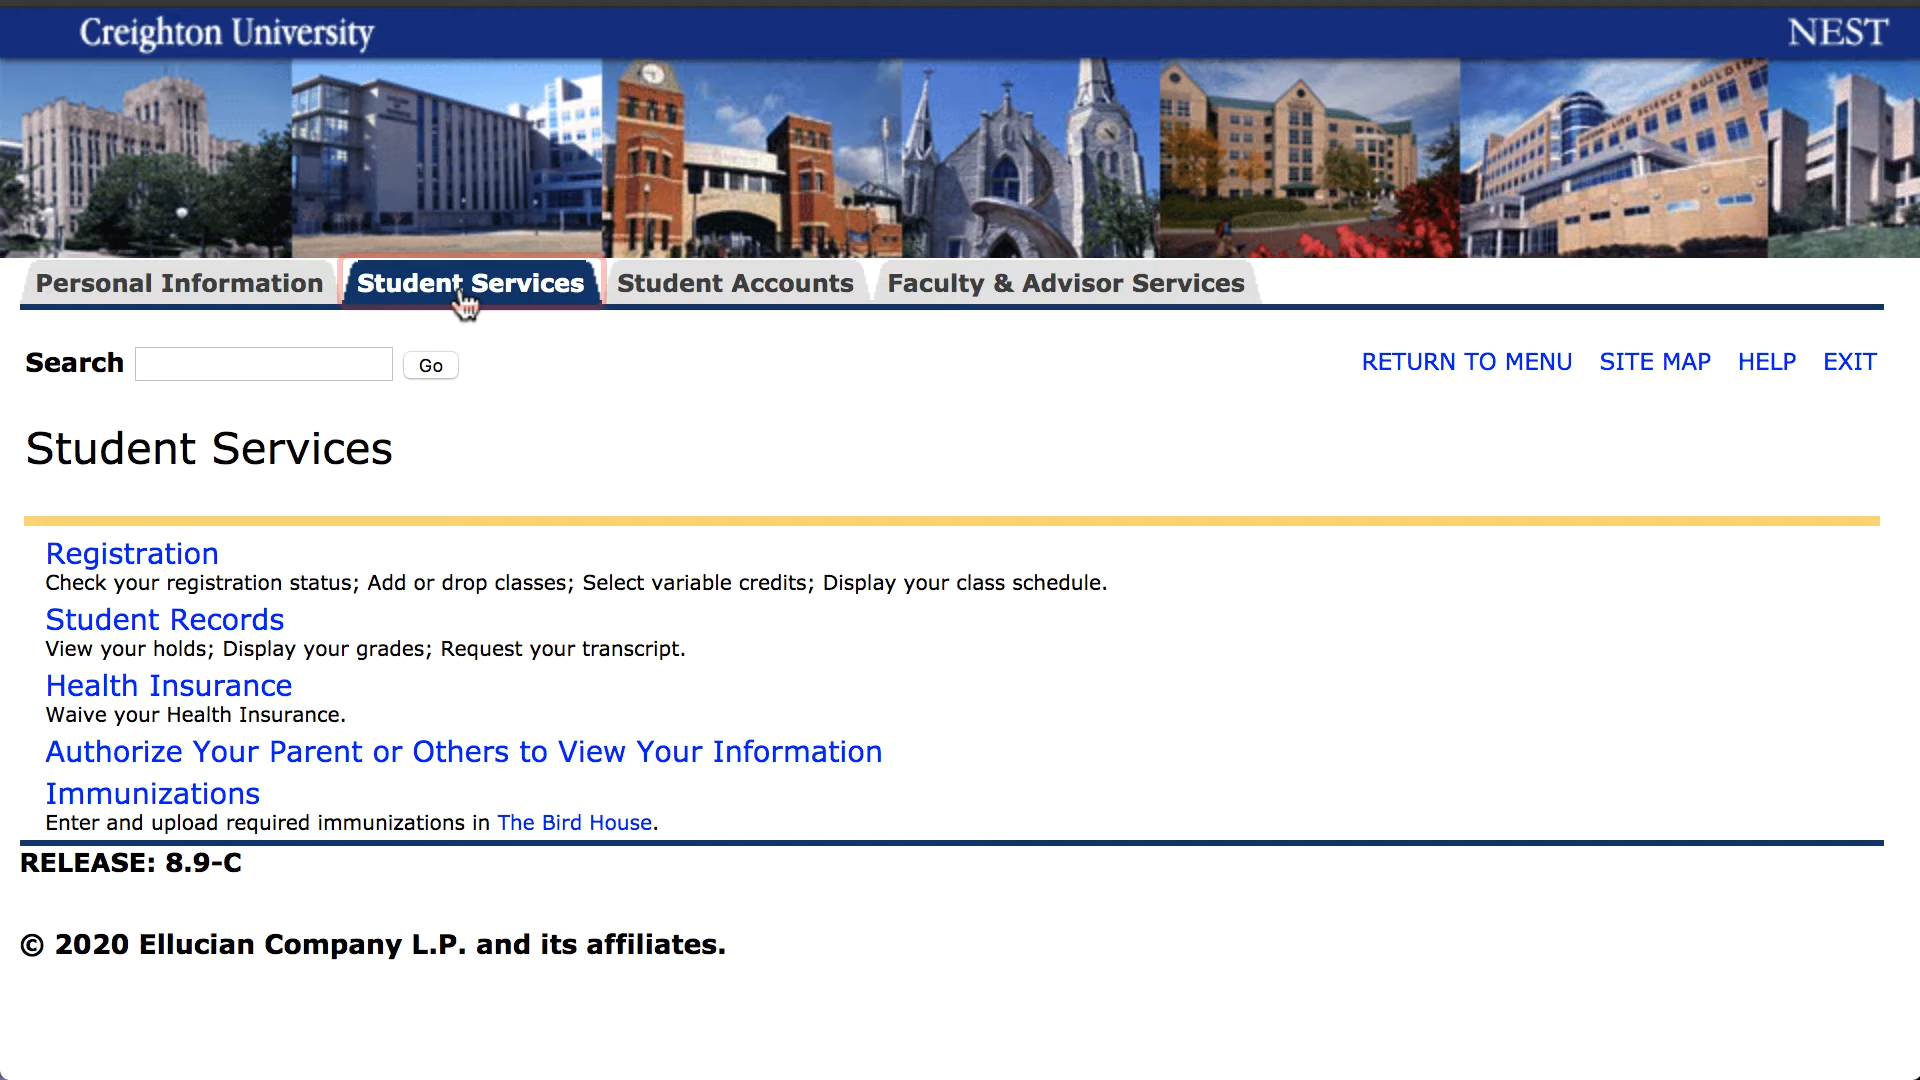 Creighton University
NEST
Personal Information
Student Services
Student Accounts
Faculty & Advisor Services
Search
Go
RETURN TO MENU
SITE MAP
HELP
EXIT
Student Services
Registration
Check your registration status; Add or drop classes; Select variable credits; Display your class schedule.
Student Records
View your holds; Display your grades; Request your transcript.
Health Insurance
Waive your Health Insurance.
Authorize Your Parent or Others to View Your Information
Immunizations
Enter and upload required immunizations in The Bird House.
RELEASE: 8.9-C
© 2020 Ellucian Company L.P. and its affiliates.